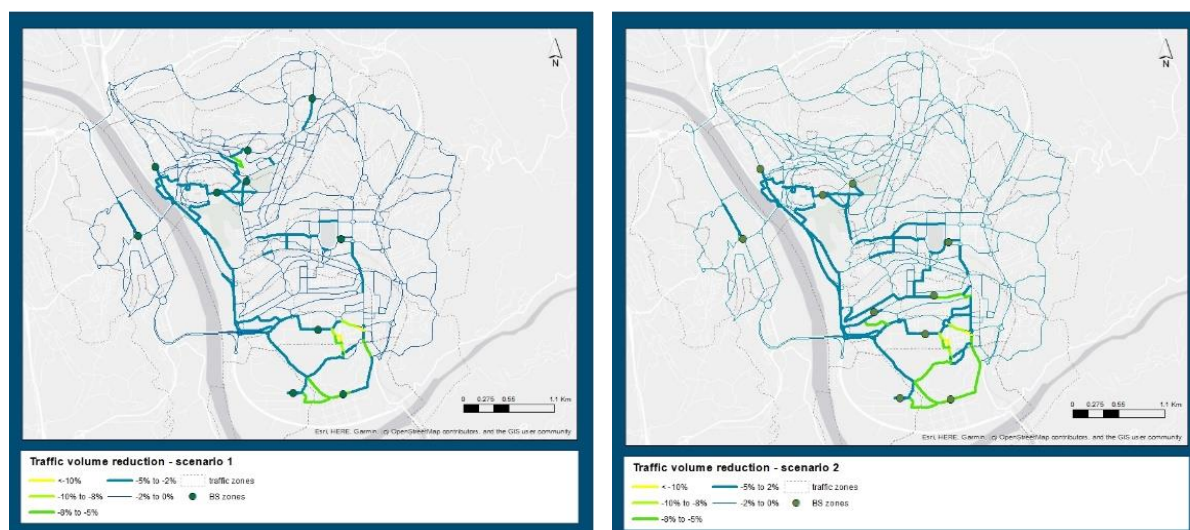 N
0 0.275 0.55 1.1 Km
Esri, HERE, Garmin, (c) OpenStreetMap contributors, and the GIS user community
Traffic volume reduction - scenario 1
<-10% -5% to -2% traffic zones
-10% to -8% -2% to 0% BS zones
-8% to -5%
N
0 0.275 0.55 1.1 Km
Esri, HERE, Garmin, (c) OpenStreetMap contributors, and the GIS user community
Traffic volume reduction - scenario 2
<-10% -5% to 2% traffic zones
-10% to -8% -2% to 0% BS zones
-8% to -5%